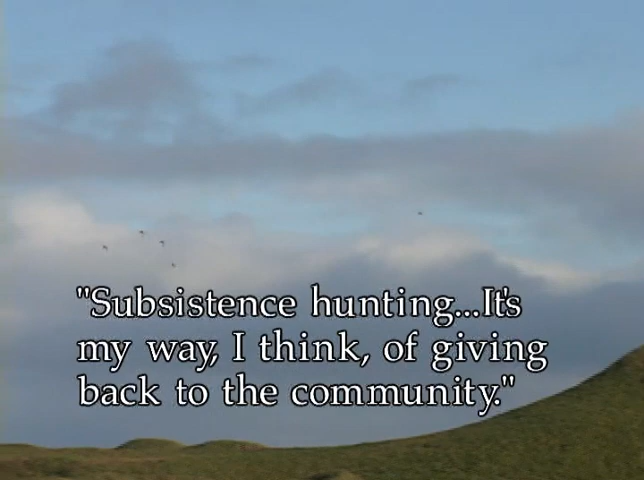 "Subsistence hunting...It's
my way, I think, of giving
back to the community."